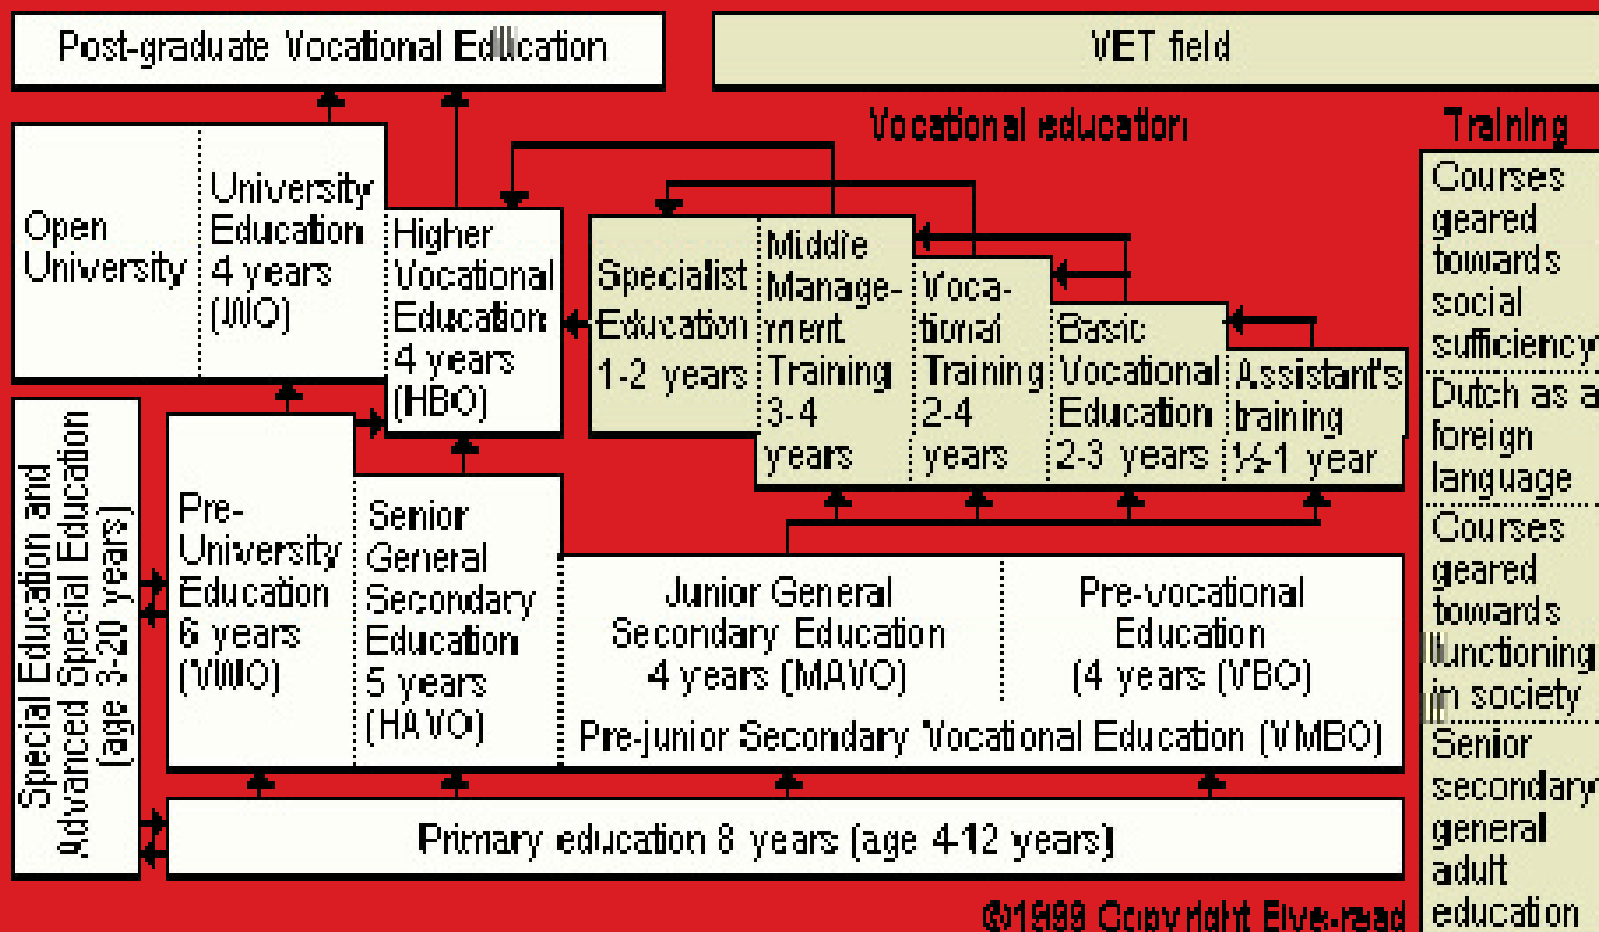 Post-graduate Vocational Education
VET field
Vocational education
Training
Open
University
University
Education
4 years
(WO)
Higher
Vocational
Education
4 years
(HBO)
Specialist
Education
1-2 years
Middle
Manage-
ment
Training
3-4
years
Voca-
tional
Training
2-4
years
Basic
Vocational
Education
2-3 years
Assistant's
training
½-1 year
Special Education and
Advanced Special Education
(age 3-20 years)
Pre-
University
Education
6 years
(VWO)
Senior
General
Secondary
Education
5 years
(HAVO)
Junior General
Secondary Education
4 years (MAVO)
Pre-vocational
Education
(4 years (VBO)
Pre-junior Secondary Vocational Education (VMBO)
Primary education 8 years (age 4-12 years)
Courses
geared
towards
social
sufficiency
Dutch as a
foreign
language
Courses
geared
towards
functioning
in society
Senior
secondary
general
adult
education
©1999 Copyright